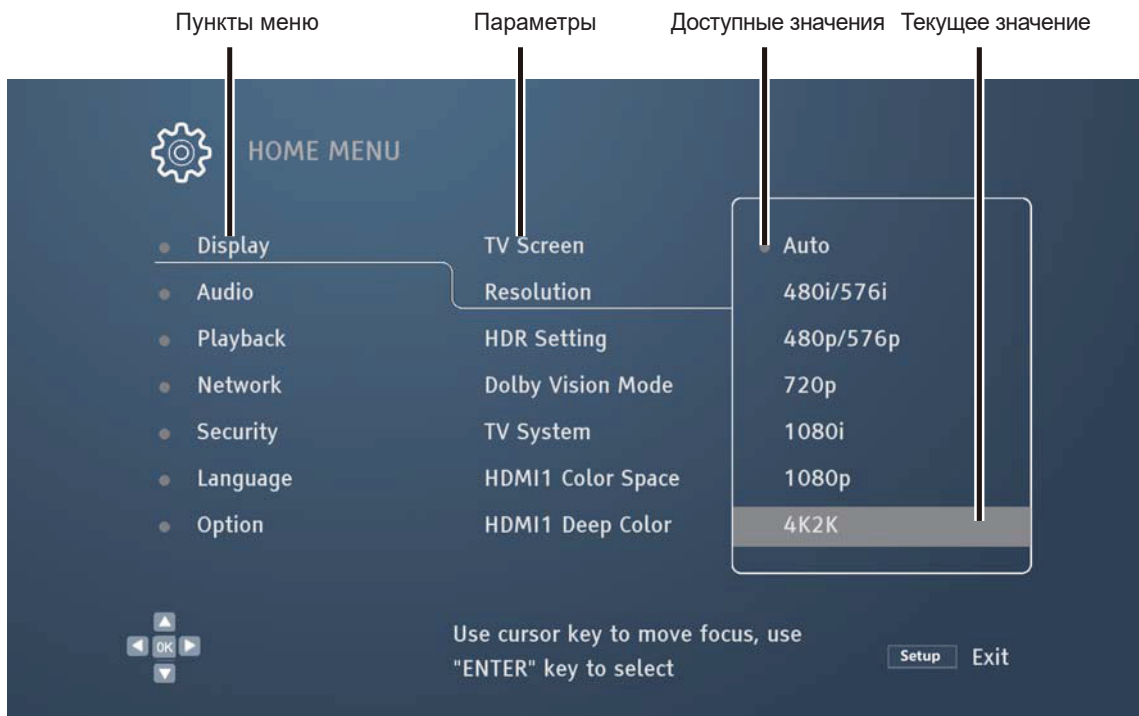 Пункты меню
Параметры
Доступные значения
Текущее значение
HOME MENU
Display
Audio
Playback
Network
Security
Language
Option
TV Screen
Resolution
HDR Setting
Dolby Vision Mode
TV System
HDMI1 Color Space
HDMI1 Deep Color
Auto
480i/576i
480p/576p
720p
1080i
1080p
4K2K
OK
Use cursor key to move focus, use
"ENTER" key to select
Setup
Exit